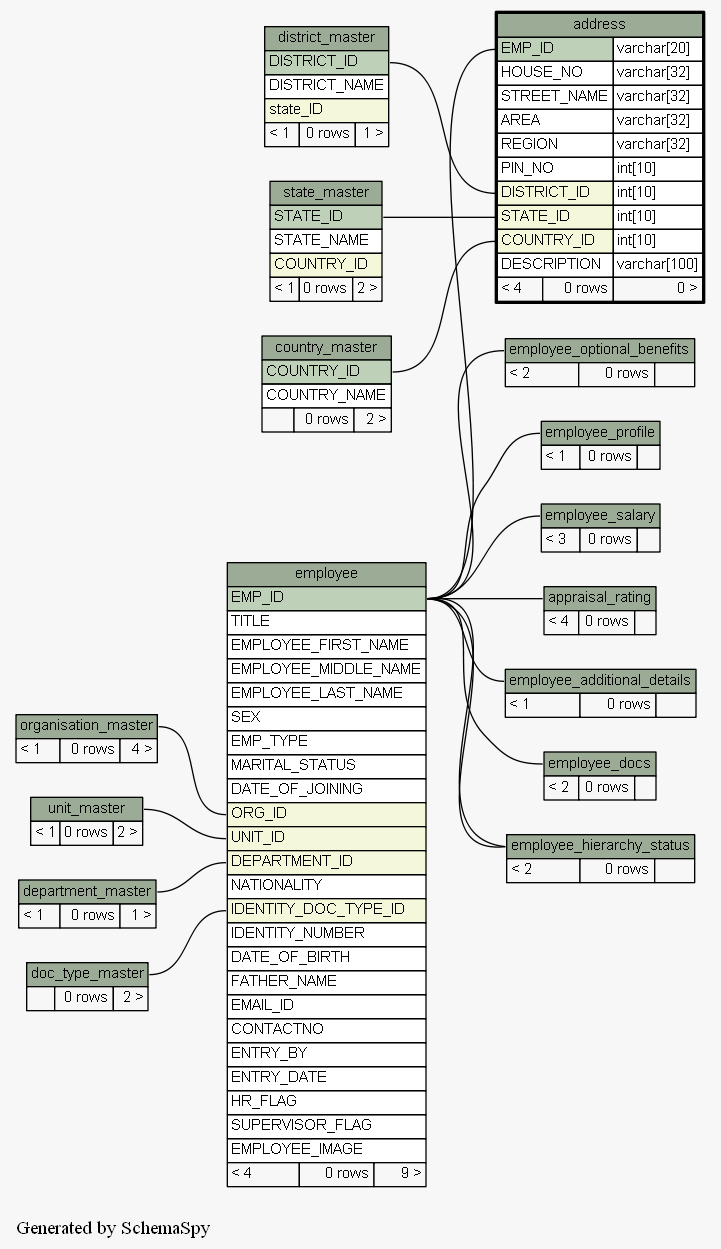 district_master
DISTRICT_ID
DISTRICT_NAME
state_ID
< 1 0 rows 1 >
address
EMP_ID varchar[20]
HOUSE_NO varchar[32]
STREET_NAME varchar[32]
AREA varchar[32]
REGION varchar[32]
PIN_NO int[10]
DISTRICT_ID int[10]
STATE_ID int[10]
COUNTRY_ID int[10]
DESCRIPTION varchar[100]
< 4 0 rows 0 >
state_master
STATE_ID
STATE_NAME
COUNTRY_ID
< 1 0 rows 2 >
country_master
COUNTRY_ID
COUNTRY_NAME
0 rows 2 >
employee_optional_benefits
< 2 0 rows
employee_profile
< 1 0 rows
employee_salary
< 3 0 rows
appraisal_rating
< 4 0 rows
employee_additional_details
< 1 0 rows
employee_docs
< 2 0 rows
employee_hierarchy_status
< 2 0 rows
employee
EMP_ID
TITLE
EMPLOYEE_FIRST_NAME
EMPLOYEE_MIDDLE_NAME
EMPLOYEE_LAST_NAME
SEX
EMP_TYPE
MARITAL_STATUS
DATE_OF_JOINING
ORG_ID
UNIT_ID
DEPARTMENT_ID
NATIONALITY
IDENTITY_DOC_TYPE_ID
IDENTITY_NUMBER
DATE_OF_BIRTH
FATHER_NAME
EMAIL_ID
CONTACTNO
ENTRY_BY
ENTRY_DATE
HR_FLAG
SUPERVISOR_FLAG
EMPLOYEE_IMAGE
< 4 0 rows 9 >
organisation_master
< 1 0 rows 4 >
unit_master
< 1 0 rows 2 >
department_master
< 1 0 rows 1 >
doc_type_master
0 rows 2 >
Generated by SchemaSpy